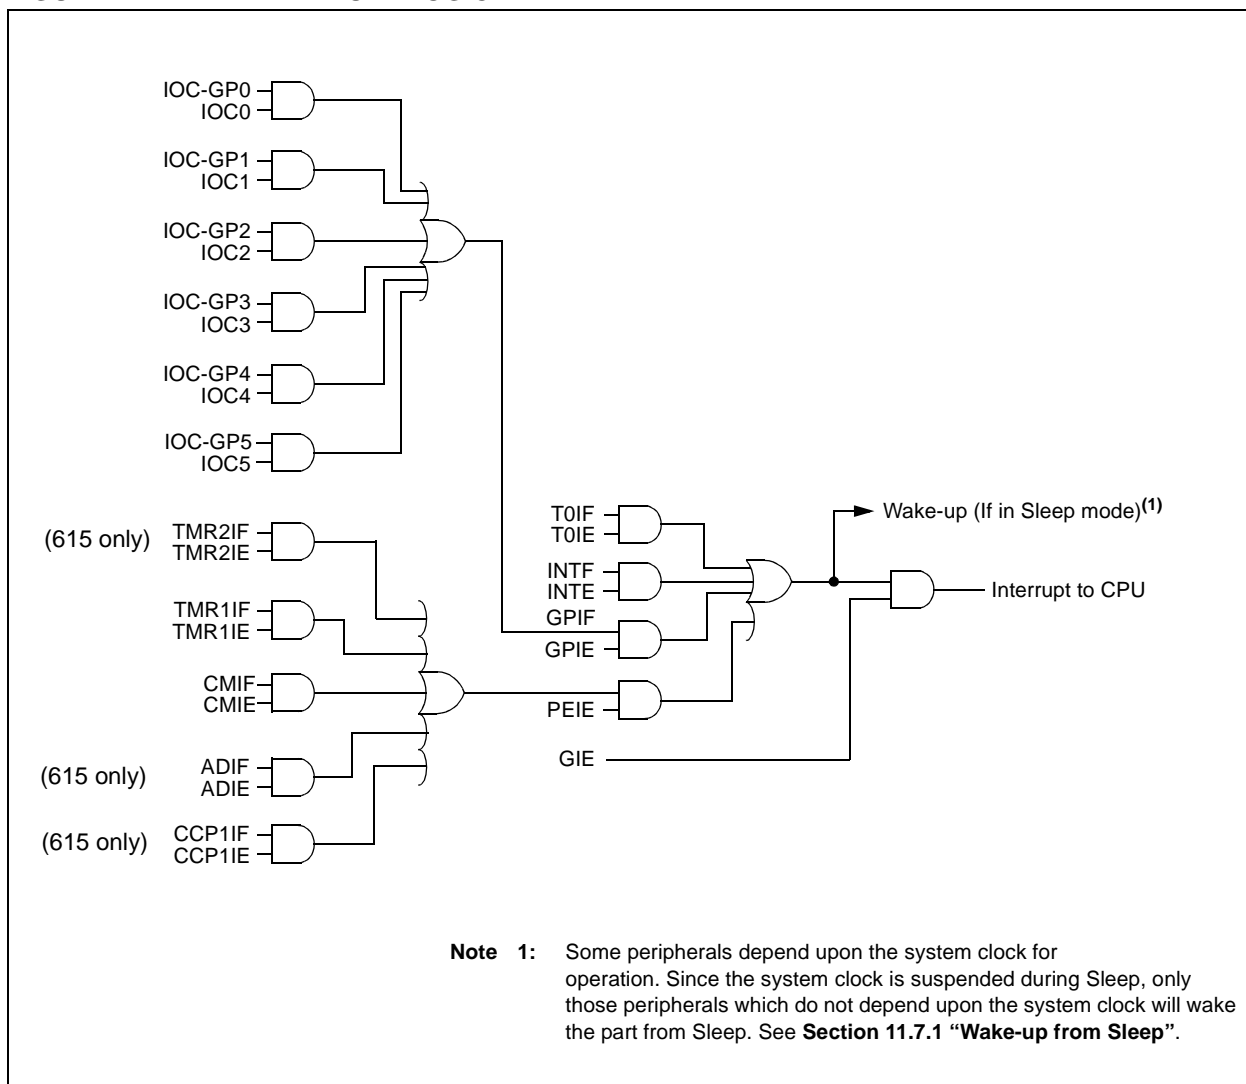 IOC-GP0
IOC0
IOC-GP1
IOC1
IOC-GP2
IOC2
IOC-GP3
IOC3
IOC-GP4
IOC4
IOC-GP5
IOC5
(615 only)
TMR2IF
TMR2IE
TMR1IF
TMR1IE
CMIF
CMIE
(615 only)
ADIF
ADIE
(615 only)
CCP1IF
CCP1IE
T0IF
T0IE
INTF
INTE
GPIF
GPIE
PEIE
GIE
Wake-up (If in Sleep mode)(1)
Interrupt to CPU
Note 1: Some peripherals depend upon the system clock for
operation. Since the system clock is suspended during Sleep, only
those peripherals which do not depend upon the system clock will wake
the part from Sleep. See Section 11.7.1 “Wake-up from Sleep”.